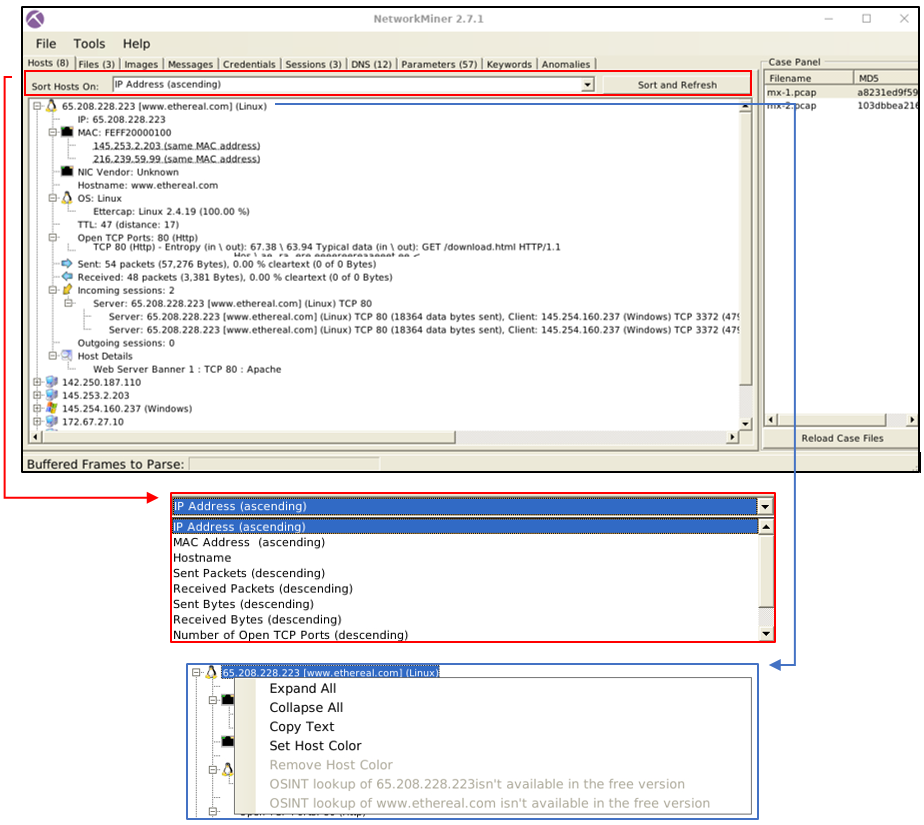 NetworkMiner 2.7.1
File Tools Help
Hosts (8) Files (3) Images Messages Credentials Sessions (3) DNS (12) Parameters (57) Keywords Anomalies
Sort Hosts On: IP Address (ascending) Sort and Refresh
65.208.228.223 [www.ethereal.com] (Linux)
IP: 65.208.228.223
MAC: FEFF20000100
145.253.2.203 (same MAC address)
216.239.59.99 (same MAC address)
NIC Vendor: Unknown
Hostname: www.ethereal.com
OS: Linux
Ettercap: Linux 2.4.19 (100.00 %)
TTL: 47 (distance: 17)
Open TCP Ports: 80 (Http)
TCP 80 (Http) - Entropy (in \ out): 67.38 \ 63.94 Typical data (in \ out): GET /download.html HTTP/1.1
Sent: 54 packets (57,276 Bytes), 0.00 % cleartext (0 of 0 Bytes)
Received: 48 packets (3,381 Bytes), 0.00 % cleartext (0 of 0 Bytes)
Incoming sessions: 2
Server: 65.208.228.223 [www.ethereal.com] (Linux) TCP 80
Server: 65.208.228.223 [www.ethereal.com] (Linux) TCP 80 (18364 data bytes sent), Client: 145.254.160.237 (Windows) TCP 3372 (479
Server: 65.208.228.223 [www.ethereal.com] (Linux) TCP 80 (18364 data bytes sent), Client: 145.254.160.237 (Windows) TCP 3372 (479
Outgoing sessions: 0
Host Details
Web Server Banner 1 : TCP 80 : Apache
142.250.187.110
145.253.2.203
145.254.160.237 (Windows)
172.67.27.10
Case Panel
Filename MD5
mx-1.pcap a8231ed9f59
mx-2.pcap 103dbbea216
Reload Case Files
Buffered Frames to Parse:
IP Address (ascending)
IP Address (ascending)
MAC Address (ascending)
Hostname
Sent Packets (descending)
Received Packets (descending)
Sent Bytes (descending)
Received Bytes (descending)
Number of Open TCP Ports (descending)
65.208.228.223 [www.ethereal.com] (Linux)
Expand All
Collapse All
Copy Text
Set Host Color
Remove Host Color
OSINT lookup of 65.208.228.223isn't available in the free version
OSINT lookup of www.ethereal.com isn't available in the free version